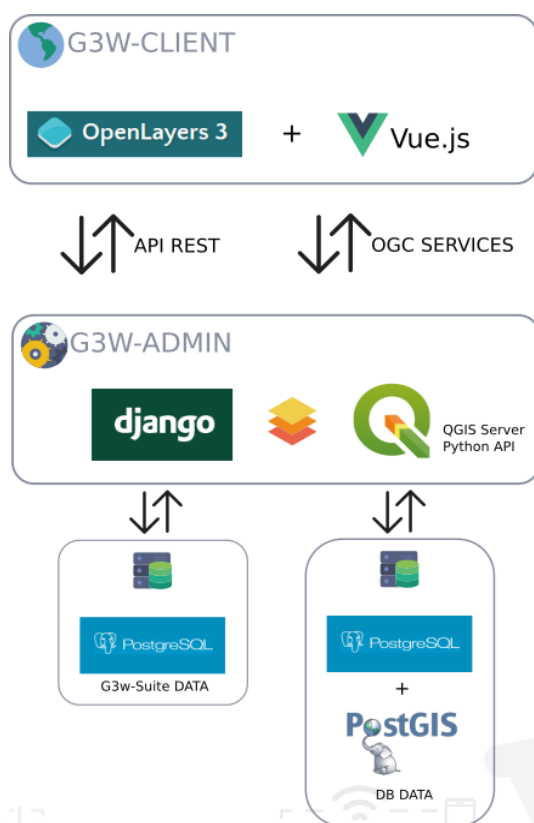 G3W-CLIENT
OpenLayers 3
+
Vue.js
API REST
OGC SERVICES
G3W-ADMIN
django
QGIS Server
Python API
PostgreSQL
G3w-Suite DATA
PostgreSQL
+
PostGIS
DB DATA